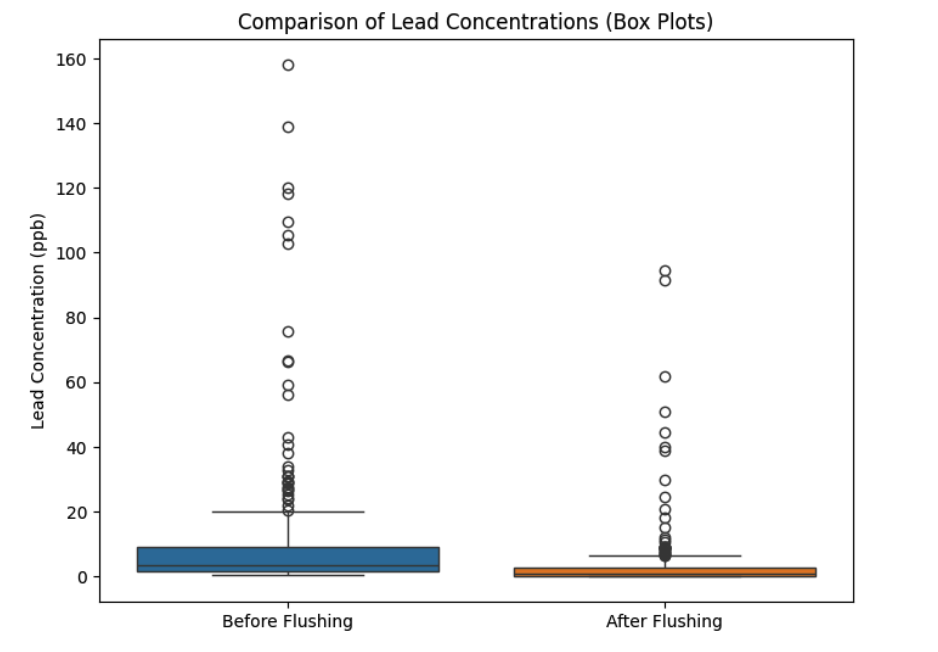 Comparison of Lead Concentrations (Box Plots)
Lead Concentration (ppb)
160
140
120
100
80
60
40
20
0
Before Flushing
After Flushing